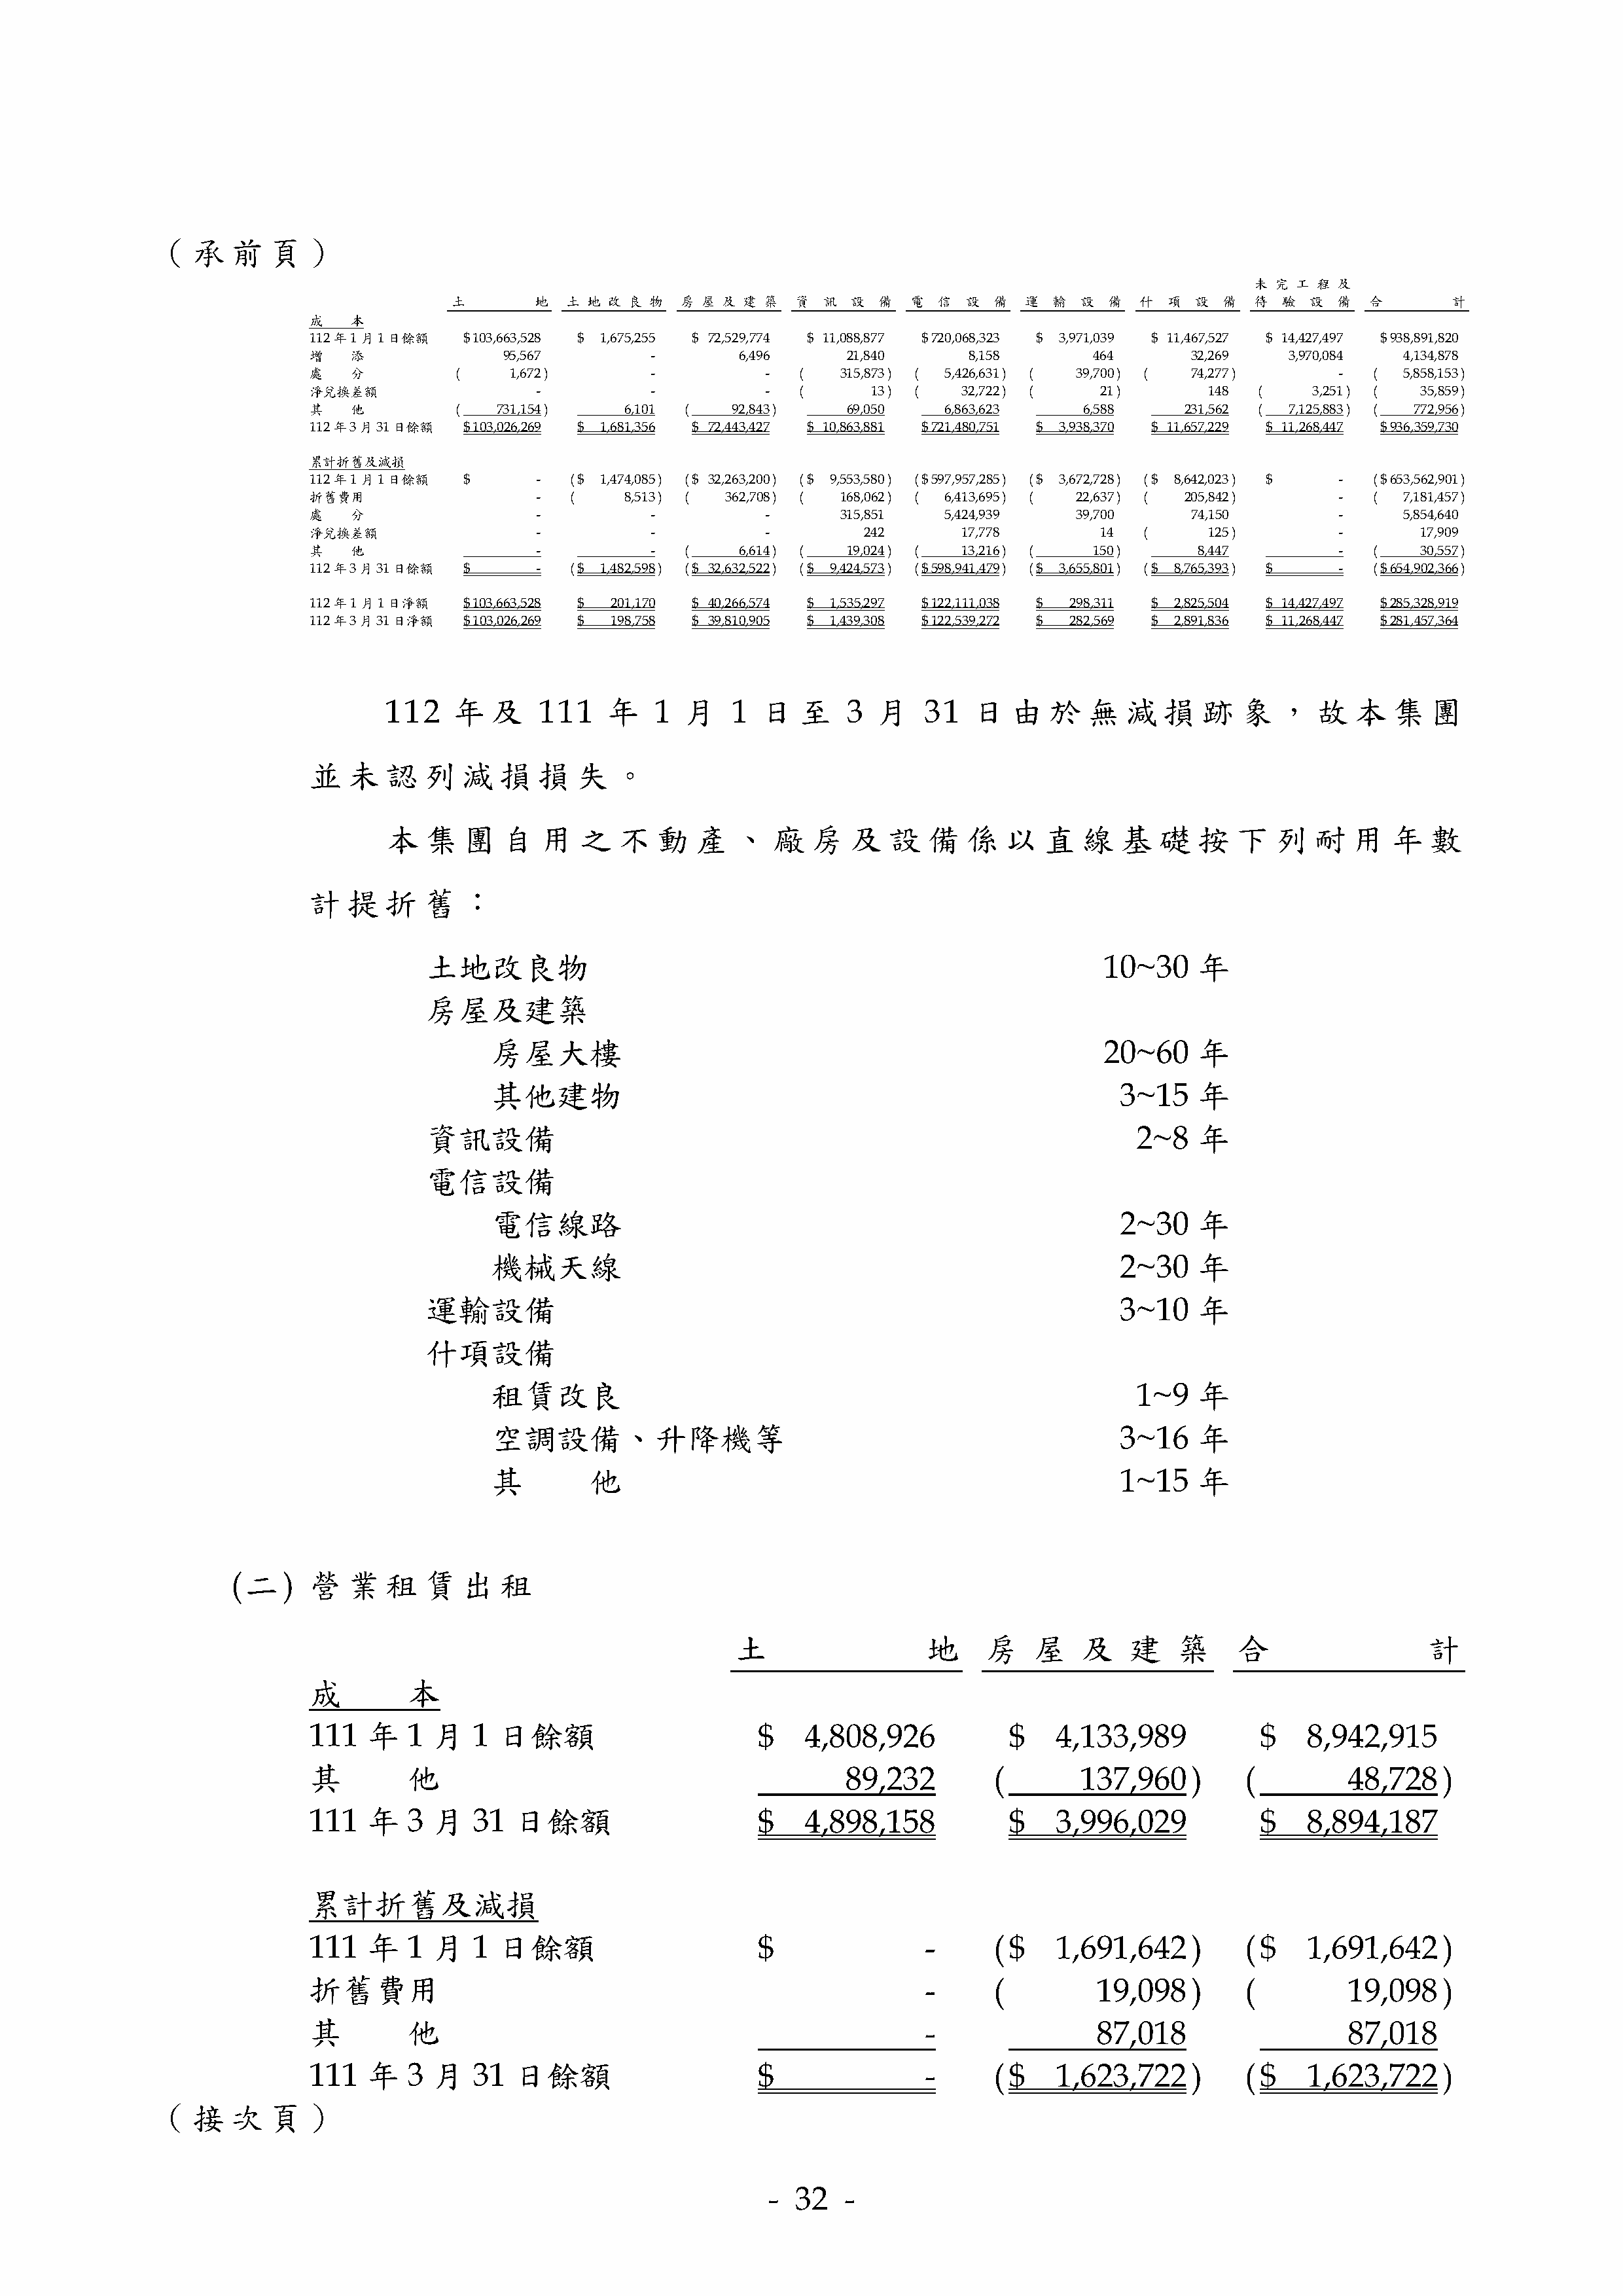 （承前頁）
未完工程及
土地 土地改良物 房屋及建築 資訊設備 電信設備 運輸設備 什項設備 待驗設備 合計
成本
112年1月1日餘額 $103,663,528 $ 1,675,255 $ 72,529,774 $ 11,088,877 $720,068,323 $ 3,971,039 $ 11,467,527 $ 14,427,497 $938,891,820
增添 95,567 - 6,496 21,840 8,158 464 32,269 3,970,084 4,134,878
處分 ( 1,672) - - ( 315,873) ( 5,426,631) ( 39,700) ( 74,277) - ( 5,858,153)
淨兌換差額 - - - ( 13) ( 32,722) ( 21) 148 ( 3,251) ( 35,859)
其他 ( 731,154) 6,101 ( 92,843) 69,050 6,863,623 6,588 231,562 ( 7,125,883) ( 772,956)
112年3月31日餘額 $103,026,269 $ 1,681,356 $ 72,443,427 $ 10,863,881 $721,480,751 $ 3,938,370 $ 11,657,229 $ 11,268,447 $936,359,730
累計折舊及減損
112年1月1日餘額 $ - ($ 1,474,085) ($ 32,263,200) ($ 9,553,580) ($597,957,285) ($ 3,672,728) ($ 8,642,023) $ - ($653,562,901)
折舊費用 - ( 8,513) ( 362,708) ( 168,062) ( 6,413,695) ( 22,637) ( 205,842) - ( 7,181,457)
處分 - - - 315,851 5,424,939 39,700 74,150 - 5,854,640
淨兌換差額 - - - 242 17,778 14 ( 125) - 17,909
其他 - - ( 6,614) ( 19,024) ( 13,216) ( 150) 8,447 - ( 30,557)
112年3月31日餘額 $ - ($ 1,482,598) ($ 32,632,522) ($ 9,424,573) ($598,941,479) ($ 3,655,801) ($ 8,765,393) $ - ($654,902,366)
112年1月1日淨額 $103,663,528 $ 201,170 $ 40,266,574 $ 1,535,297 $122,111,038 $ 298,311 $ 2,825,504 $ 14,427,497 $285,328,919
112年3月31日淨額 $103,026,269 $ 198,758 $ 39,810,905 $ 1,439,308 $122,539,272 $ 282,569 $ 2,891,836 $ 11,268,447 $281,457,364
112 年及 111 年 1 月 1 日至 3 月 31 日由於無減損跡象，故本集團
並未認列減損損失。
本集團自用之不動產、廠房及設備係以直線基礎按下列耐用年數
計提折舊：
土地改良物 10~30 年
房屋及建築
房屋大樓 20~60 年
其他建物 3~15 年
資訊設備 2~8 年
電信設備
電信線路 2~30 年
機械天線 2~30 年
運輸設備 3~10 年
什項設備
租賃改良 1~9 年
空調設備、升降機等 3~16 年
其他 1~15 年
(二) 營業租賃出租
土地 房屋及建築 合計
成本
111 年 1 月 1 日餘額 $ 4,808,926 $ 4,133,989 $ 8,942,915
其他 89,232 ( 137,960) ( 48,728)
111 年 3 月 31 日餘額 $ 4,898,158 $ 3,996,029 $ 8,894,187
累計折舊及減損
111 年 1 月 1 日餘額 $ - ($ 1,691,642) ($ 1,691,642)
折舊費用 - ( 19,098) ( 19,098)
其他 - 87,018 87,018
111 年 3 月 31 日餘額 $ - ($ 1,623,722) ($ 1,623,722)
（接次頁）
- 32 -